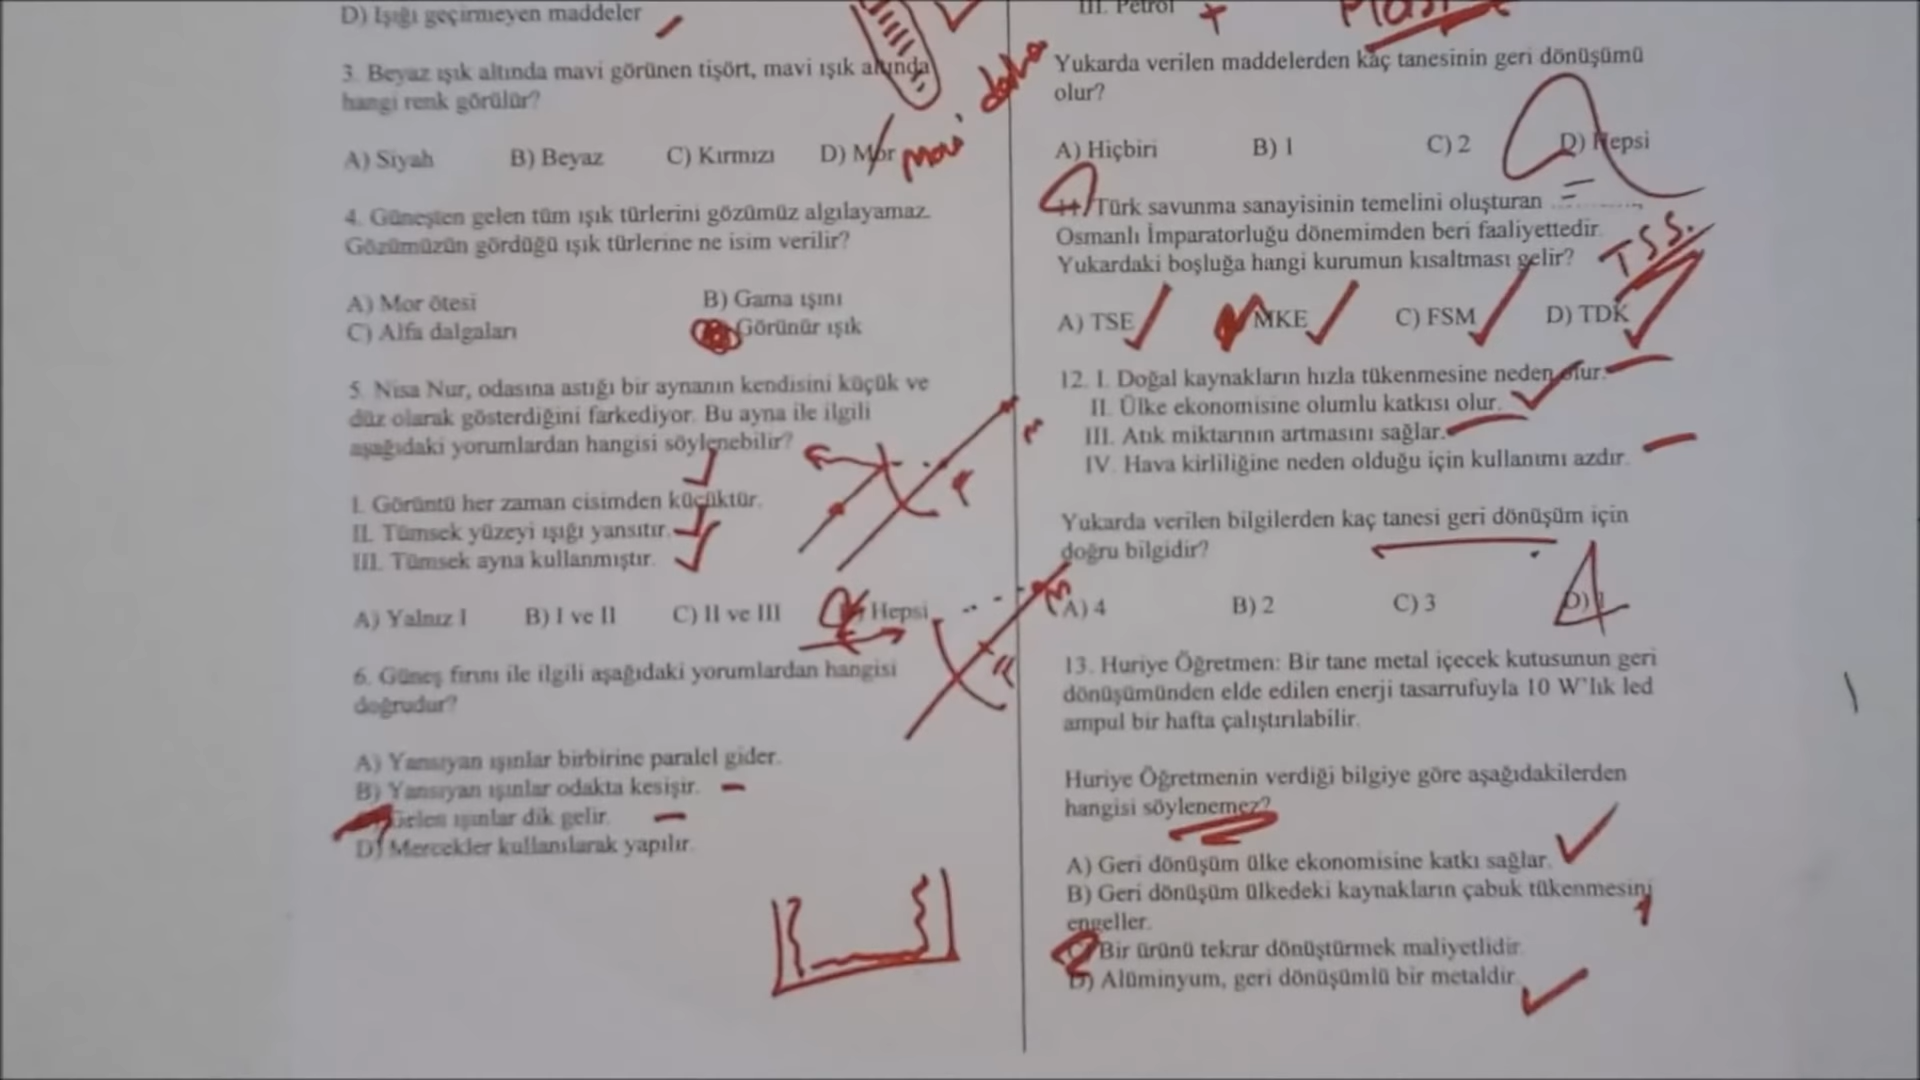 D) Işığı geçirmeyen maddeler
3. Beyaz ışık altında mavi görünen tişört, mavi ışık altında
hangi renk görülür?
A) Siyah B) Beyaz C) Kırmızı D) Mor mavi daha
4. Güneşten gelen tüm ışık türlerini gözümüz algılayamaz.
Gözümüzün gördüğü ışık türlerine ne isim verilir?
A) Mor ötesi B) Gama ışını
C) Alfa dalgaları Görünür ışık
5. Nisa Nur, odasına astığı bir aynanın kendisini küçük ve
düz olarak gösterdiğini farkediyor. Bu ayna ile ilgili
aşağıdaki yorumlardan hangisi söylenebilir?
I. Görüntü her zaman cisimden küçüktür.
II. Tümsek yüzeyi ışığı yansıtır.
III. Tümsek ayna kullanmıştır.
A) Yalnız I B) I ve II C) II ve III Hepsi
6. Güneş fırını ile ilgili aşağıdaki yorumlardan hangisi
doğrudur?
A) Yansıyan ışınlar birbirine paralel gider.
B) Yansıyan ışınlar odakta kesişir.
Gelen ışınlar dik gelir.
D) Mercekler kullanılarak yapılır.
III. Petrol
Yukarda verilen maddelerden kaç tanesinin geri dönüşümü
olur?
A) Hiçbiri B) 1 C) 2 D) Hepsi
11. Türk savunma sanayisinin temelini oluşturan ............,
Osmanlı İmparatorluğu dönemimden beri faaliyettedir.
Yukardaki boşluğa hangi kurumun kısaltması gelir? TSS.
A) TSE MKE C) FSM D) TDK
12. I. Doğal kaynakların hızla tükenmesine neden olur.
II. Ülke ekonomisine olumlu katkısı olur.
III. Atık miktarının artmasını sağlar.
IV. Hava kirliliğine neden olduğu için kullanımı azdır.
Yukarda verilen bilgilerden kaç tanesi geri dönüşüm için
doğru bilgidir?
A) 4 B) 2 C) 3 D) 1
13. Huriye Öğretmen: Bir tane metal içecek kutusunun geri
dönüşümünden elde edilen enerji tasarrufuyla 10 W'lık led
ampul bir hafta çalıştırılabilir.
Huriye Öğretmenin verdiği bilgiye göre aşağıdakilerden
hangisi söylenemez?
A) Geri dönüşüm ülke ekonomisine katkı sağlar.
B) Geri dönüşüm ülkedeki kaynakların çabuk tükenmesini
engeller.
C) Bir ürünü tekrar dönüştürmek maliyetlidir.
D) Alüminyum, geri dönüşümlü bir metaldir.